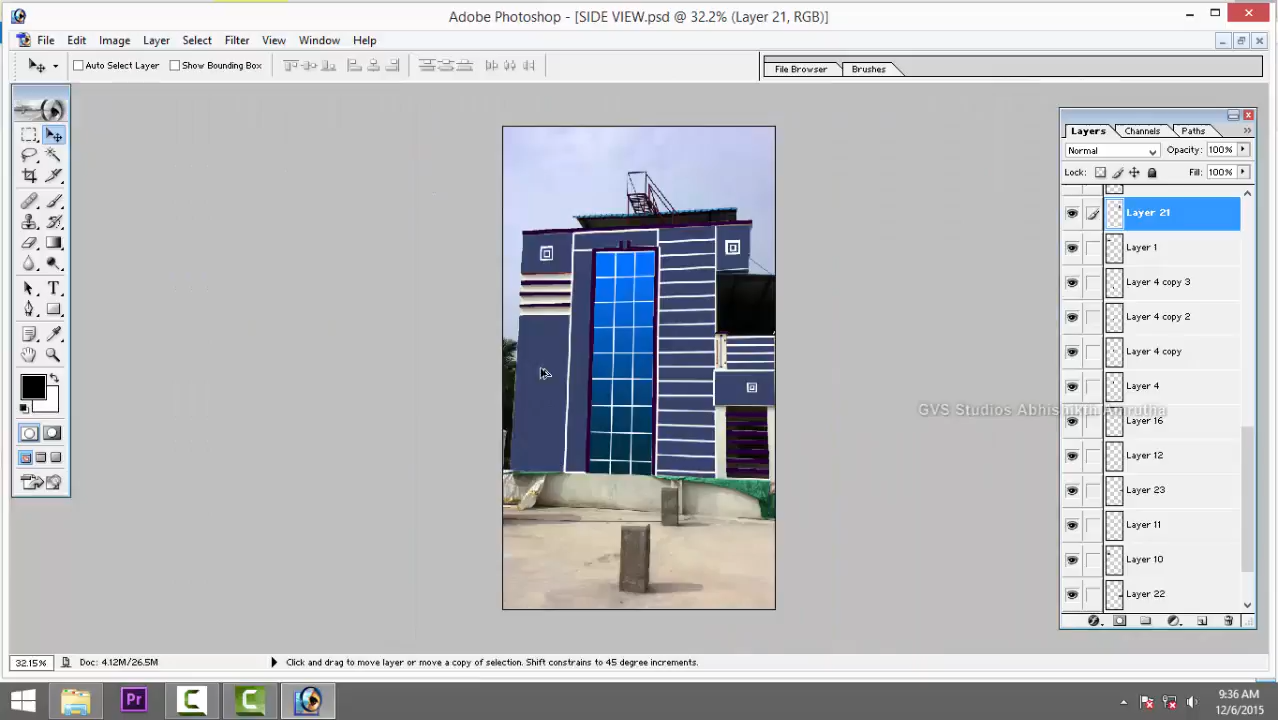 Adobe Photoshop - [SIDE VIEW.psd @ 32.2% (Layer 21, RGB)]
File Edit Image Layer Select Filter View Window Help
Auto Select Layer Show Bounding Box File Browser Brushes
Layers Channels Paths
Normal Opacity: 100%
Lock: Fill: 100%
Layer 21
Layer 1
Layer 4 copy 3
Layer 4 copy 2
Layer 4 copy
Layer 4
GVS Studios Abhishikth Amrutha
Layer 16
Layer 12
Layer 23
Layer 11
Layer 10
Layer 22
32.15% Doc: 4.12M/26.5M Click and drag to move layer or move a copy of selection. Shift constrains to 45 degree increments.
Pr
9:36 AM
12/6/2015